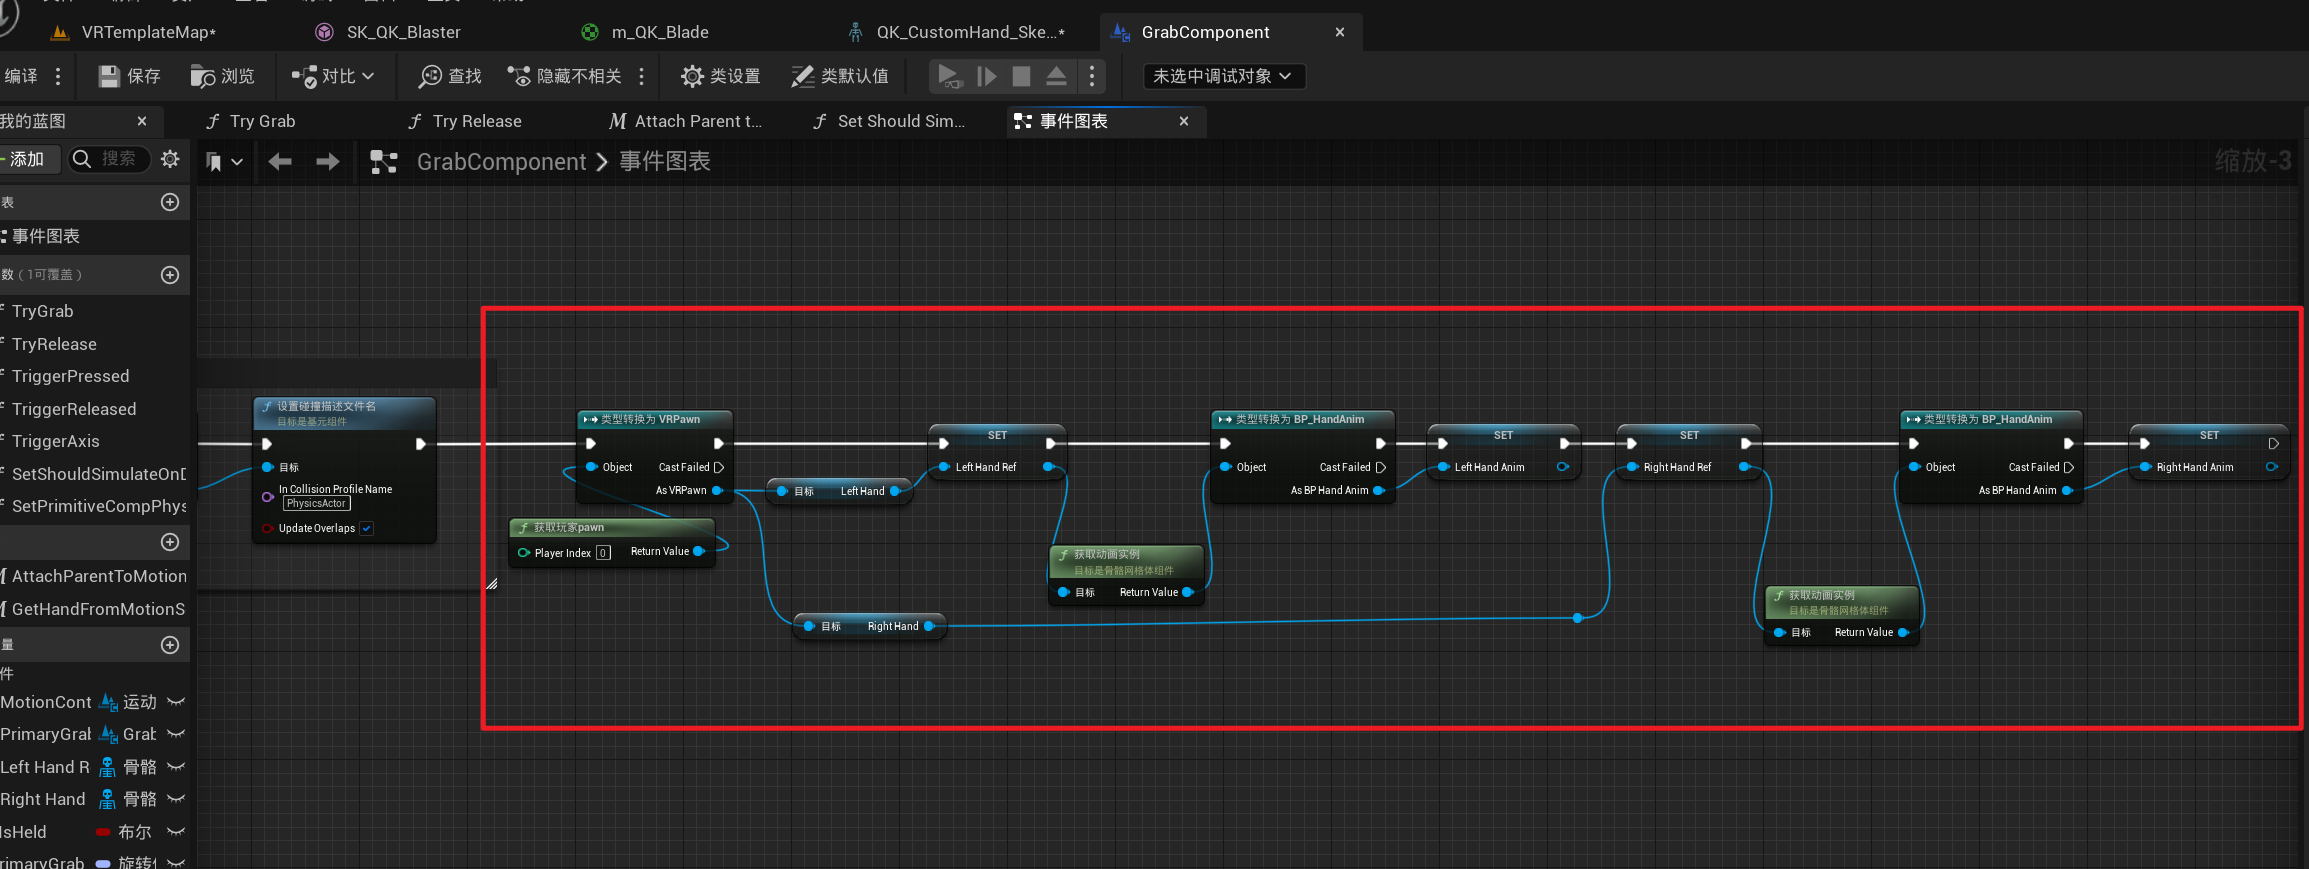 VRTemplateMap*
SK_QK_Blaster
m_QK_Blade
QK_CustomHand_Ske...*
GrabComponent
编译
保存
浏览
对比
查找
隐藏不相关
类设置
类默认值
未选中调试对象
我的蓝图
Try Grab
Try Release
Attach Parent t...
Set Should Sim...
事件图表
添加
搜索
GrabComponent
事件图表
缩放-3
表
事件图表
数（1可覆盖）
TryGrab
TryRelease
TriggerPressed
TriggerReleased
TriggerAxis
SetShouldSimulateOnD
SetPrimitiveCompPhys
AttachParentToMotion
GetHandFromMotionS
量
件
MotionCont 运动
PrimaryGral Grab
Left Hand R 骨骼
Right Hand 骨骼
IsHeld 布尔
rimaryGrab 旋转
设置碰撞描述文件名
目标是基元组件
目标
In Collision Profile Name
PhysicsActor
Update Overlaps
类型转换为 VRPawn
Object
Cast Failed
As VRPawn
获取玩家pawn
Player Index 0
Return Value
目标 Left Hand
SET
Left Hand Ref
目标 Right Hand
获取动画实例
目标是骨骼网格体组件
目标 Return Value
类型转换为 BP_HandAnim
Object
Cast Failed
As BP Hand Anim
SET
Left Hand Anim
SET
Right Hand Ref
获取动画实例
目标是骨骼网格体组件
目标 Return Value
类型转换为 BP_HandAnim
Object
Cast Failed
As BP Hand Anim
SET
Right Hand Anim